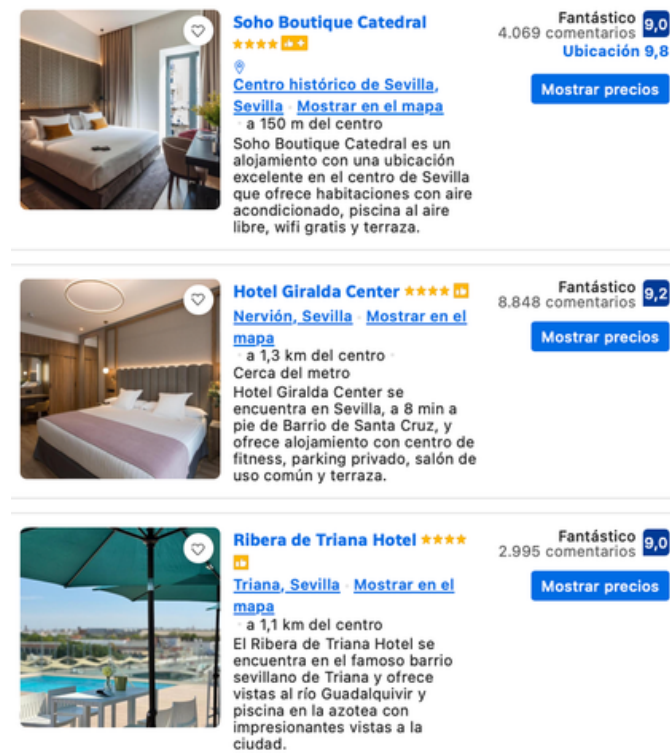 Soho Boutique Catedral
Centro histórico de Sevilla,
Sevilla · Mostrar en el mapa
· a 150 m del centro
Soho Boutique Catedral es un
alojamiento con una ubicación
excelente en el centro de Sevilla
que ofrece habitaciones con aire
acondicionado, piscina al aire
libre, wifi gratis y terraza.
Fantástico 9,0
4.069 comentarios
Ubicación 9,8
Mostrar precios
Hotel Giralda Center
Nervión, Sevilla · Mostrar en el
mapa
· a 1,3 km del centro ·
Cerca del metro
Hotel Giralda Center se
encuentra en Sevilla, a 8 min a
pie de Barrio de Santa Cruz, y
ofrece alojamiento con centro de
fitness, parking privado, salón de
uso común y terraza.
Fantástico 9,2
8.848 comentarios
Mostrar precios
Ribera de Triana Hotel
Triana, Sevilla · Mostrar en el
mapa
· a 1,1 km del centro
El Ribera de Triana Hotel se
encuentra en el famoso barrio
sevillano de Triana y ofrece
vistas al río Guadalquivir y
piscina en la azotea con
impresionantes vistas a la
ciudad.
Fantástico 9,0
2.995 comentarios
Mostrar precios